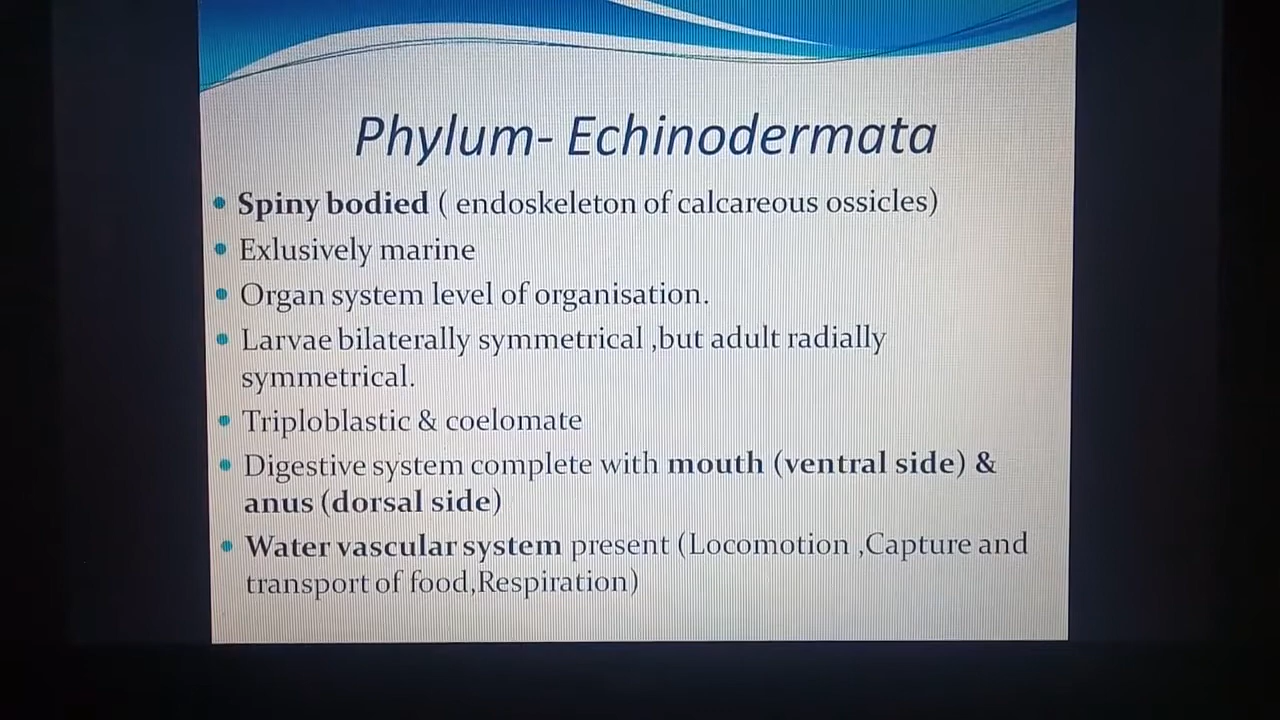 Phylum- Echinodermata
• Spiny bodied ( endoskeleton of calcareous ossicles)
• Exlusively marine
• Organ system level of organisation.
• Larvae bilaterally symmetrical ,but adult radially
symmetrical.
• Triploblastic & coelomate
• Digestive system complete with mouth (ventral side) &
anus (dorsal side)
• Water vascular system present (Locomotion ,Capture and
transport of food,Respiration)